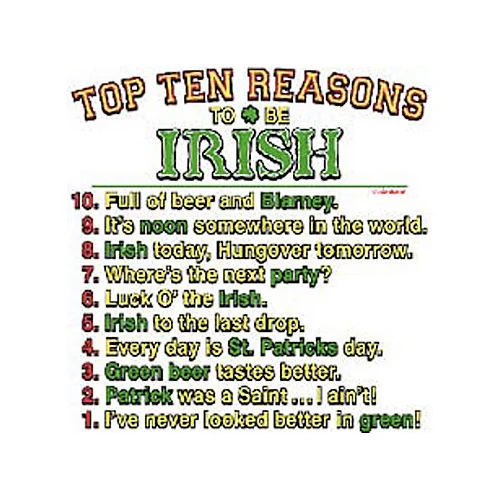 TOP TEN REASONS
TO BE
IRISH
10. Full of beer and Blarney.
9. It's noon somewhere in the world.
8. Irish today, Hungover tomorrow.
7. Where's the next party?
6. Luck O' the Irish.
5. Irish to the last drop.
4. Every day is St. Patricks day.
3. Green beer tastes better.
2. Patrick was a Saint... I ain't!
1. I've never looked better in green!